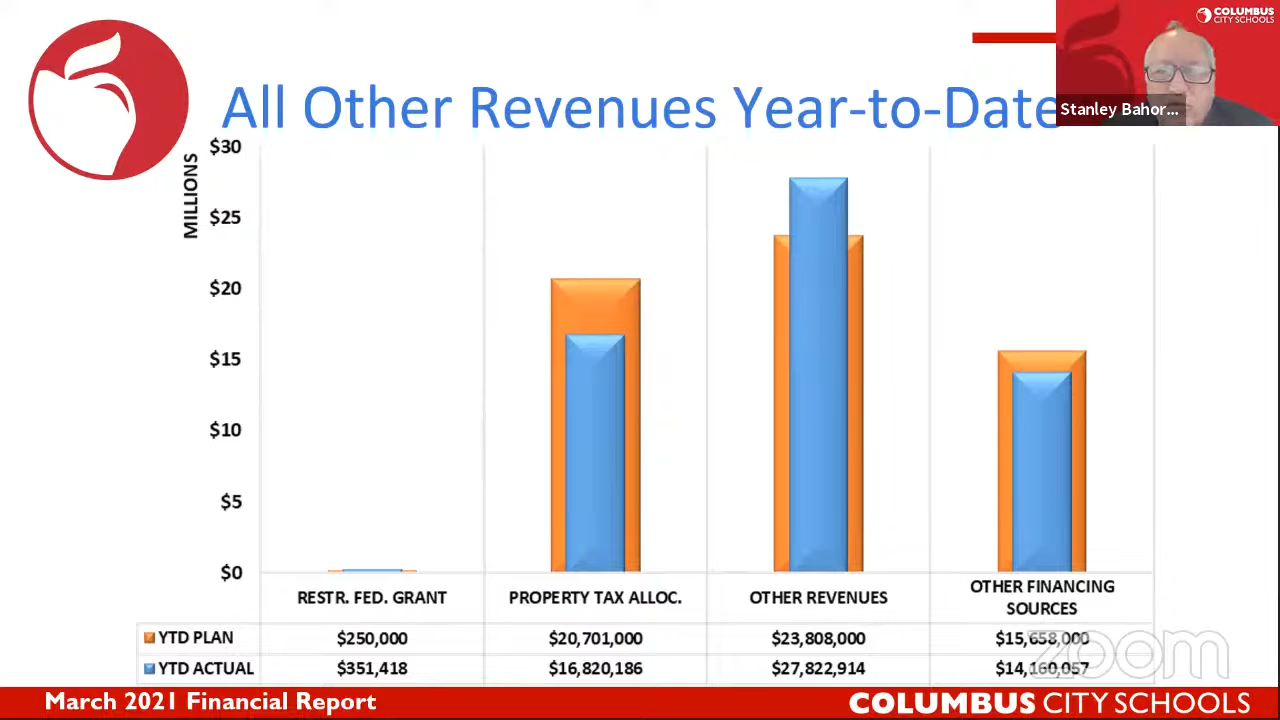 COLUMBUS
CITY SCHOOLS
Stanley Bahor...
All Other Revenues Year-to-Date
MILLIONS
$30
$25
$20
$15
$10
$5
$0
RESTR. FED. GRANT
PROPERTY TAX ALLOC.
OTHER REVENUES
OTHER FINANCING
SOURCES
YTD PLAN $250,000 $20,701,000 $23,808,000 $15,658,000
YTD ACTUAL $351,418 $16,820,186 $27,822,914 $14,160,057
zoom
March 2021 Financial Report
COLUMBUS CITY SCHOOLS